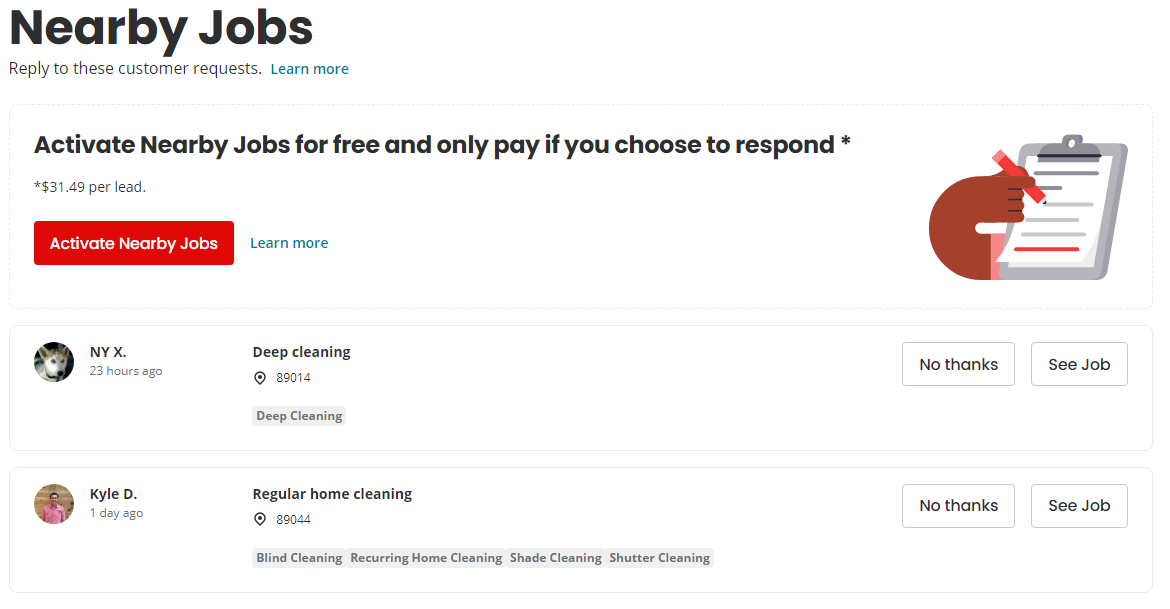 Nearby Jobs
Reply to these customer requests. Learn more
Activate Nearby Jobs for free and only pay if you choose to respond *
*$31.49 per lead.
Activate Nearby Jobs Learn more
NY X. Deep cleaning No thanks See Job
23 hours ago 89014
Deep Cleaning
Kyle D. Regular home cleaning No thanks See Job
1 day ago 89044
Blind Cleaning Recurring Home Cleaning Shade Cleaning Shutter Cleaning